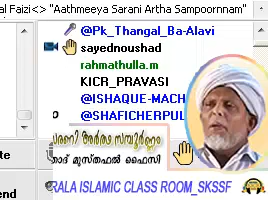 al Faizi<> "Aathmeeya Sarani Artha Sampoornnam"
@Pk_Thangal_Ba-Alavi
sayednoushad
rahmathulla.m
KICR_PRAVASI
@ISHAQUE-MACH
@SHAFICHERPUL
സരണി അർത്ഥ സമ്പൂർണ്ണം
താദ് മുസ്തഫൽ ഫൈസി
RALA ISLAMIC CLASS ROOM_SKSSF
te
end